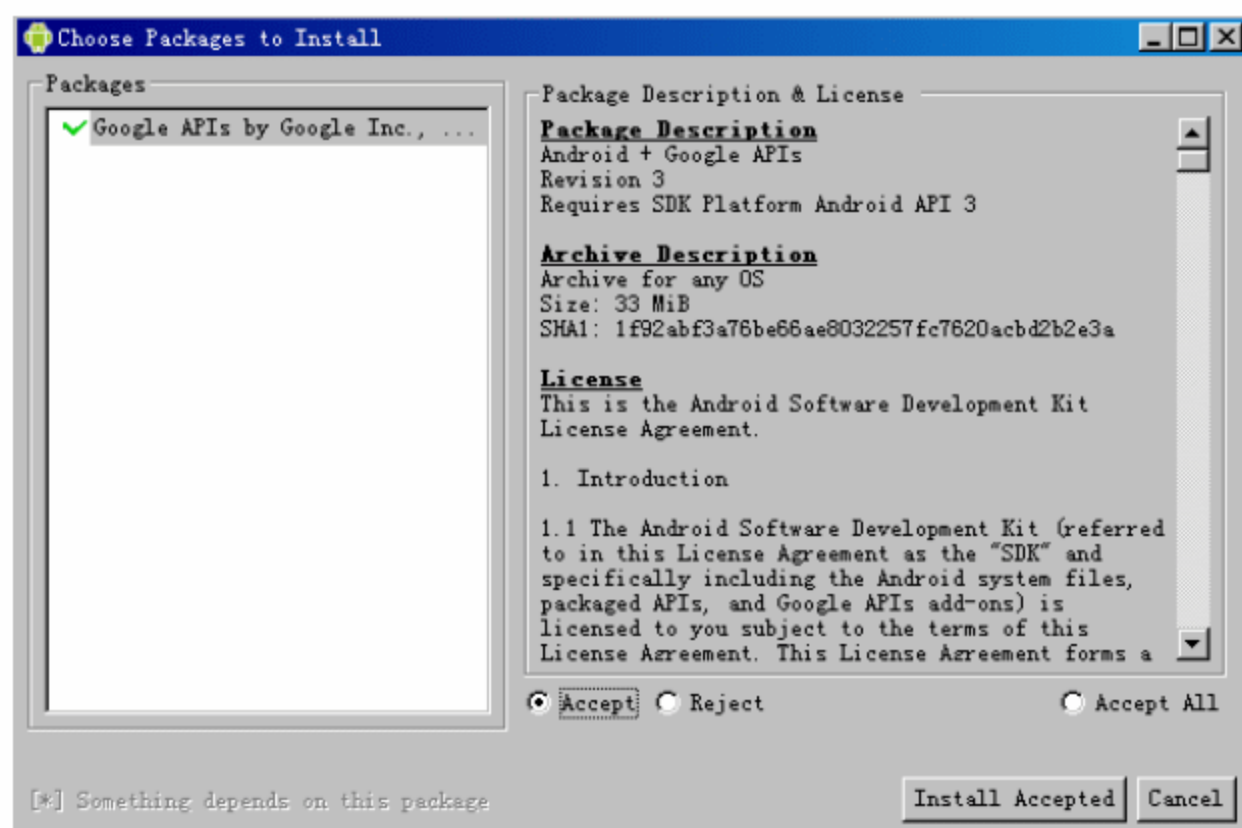 Choose Packages to Install
Packages
Google APIs by Google Inc., ...
Package Description & License
Package Description
Android + Google APIs
Revision 3
Requires SDK Platform Android API 3
Archive Description
Archive for any OS
Size: 33 MiB
SHA1: 1f92abf3a76be66ae8032257fc7620acbd2b2e3a
License
This is the Android Software Development Kit
License Agreement.
1. Introduction
1.1 The Android Software Development Kit (referred
to in this License Agreement as the "SDK" and
specifically including the Android system files,
packaged APIs, and Google APIs add-ons) is
licensed to you subject to the terms of this
License Agreement. This License Agreement forms a
Accept Reject Accept All
[*] Something depends on this package
Install Accepted Cancel